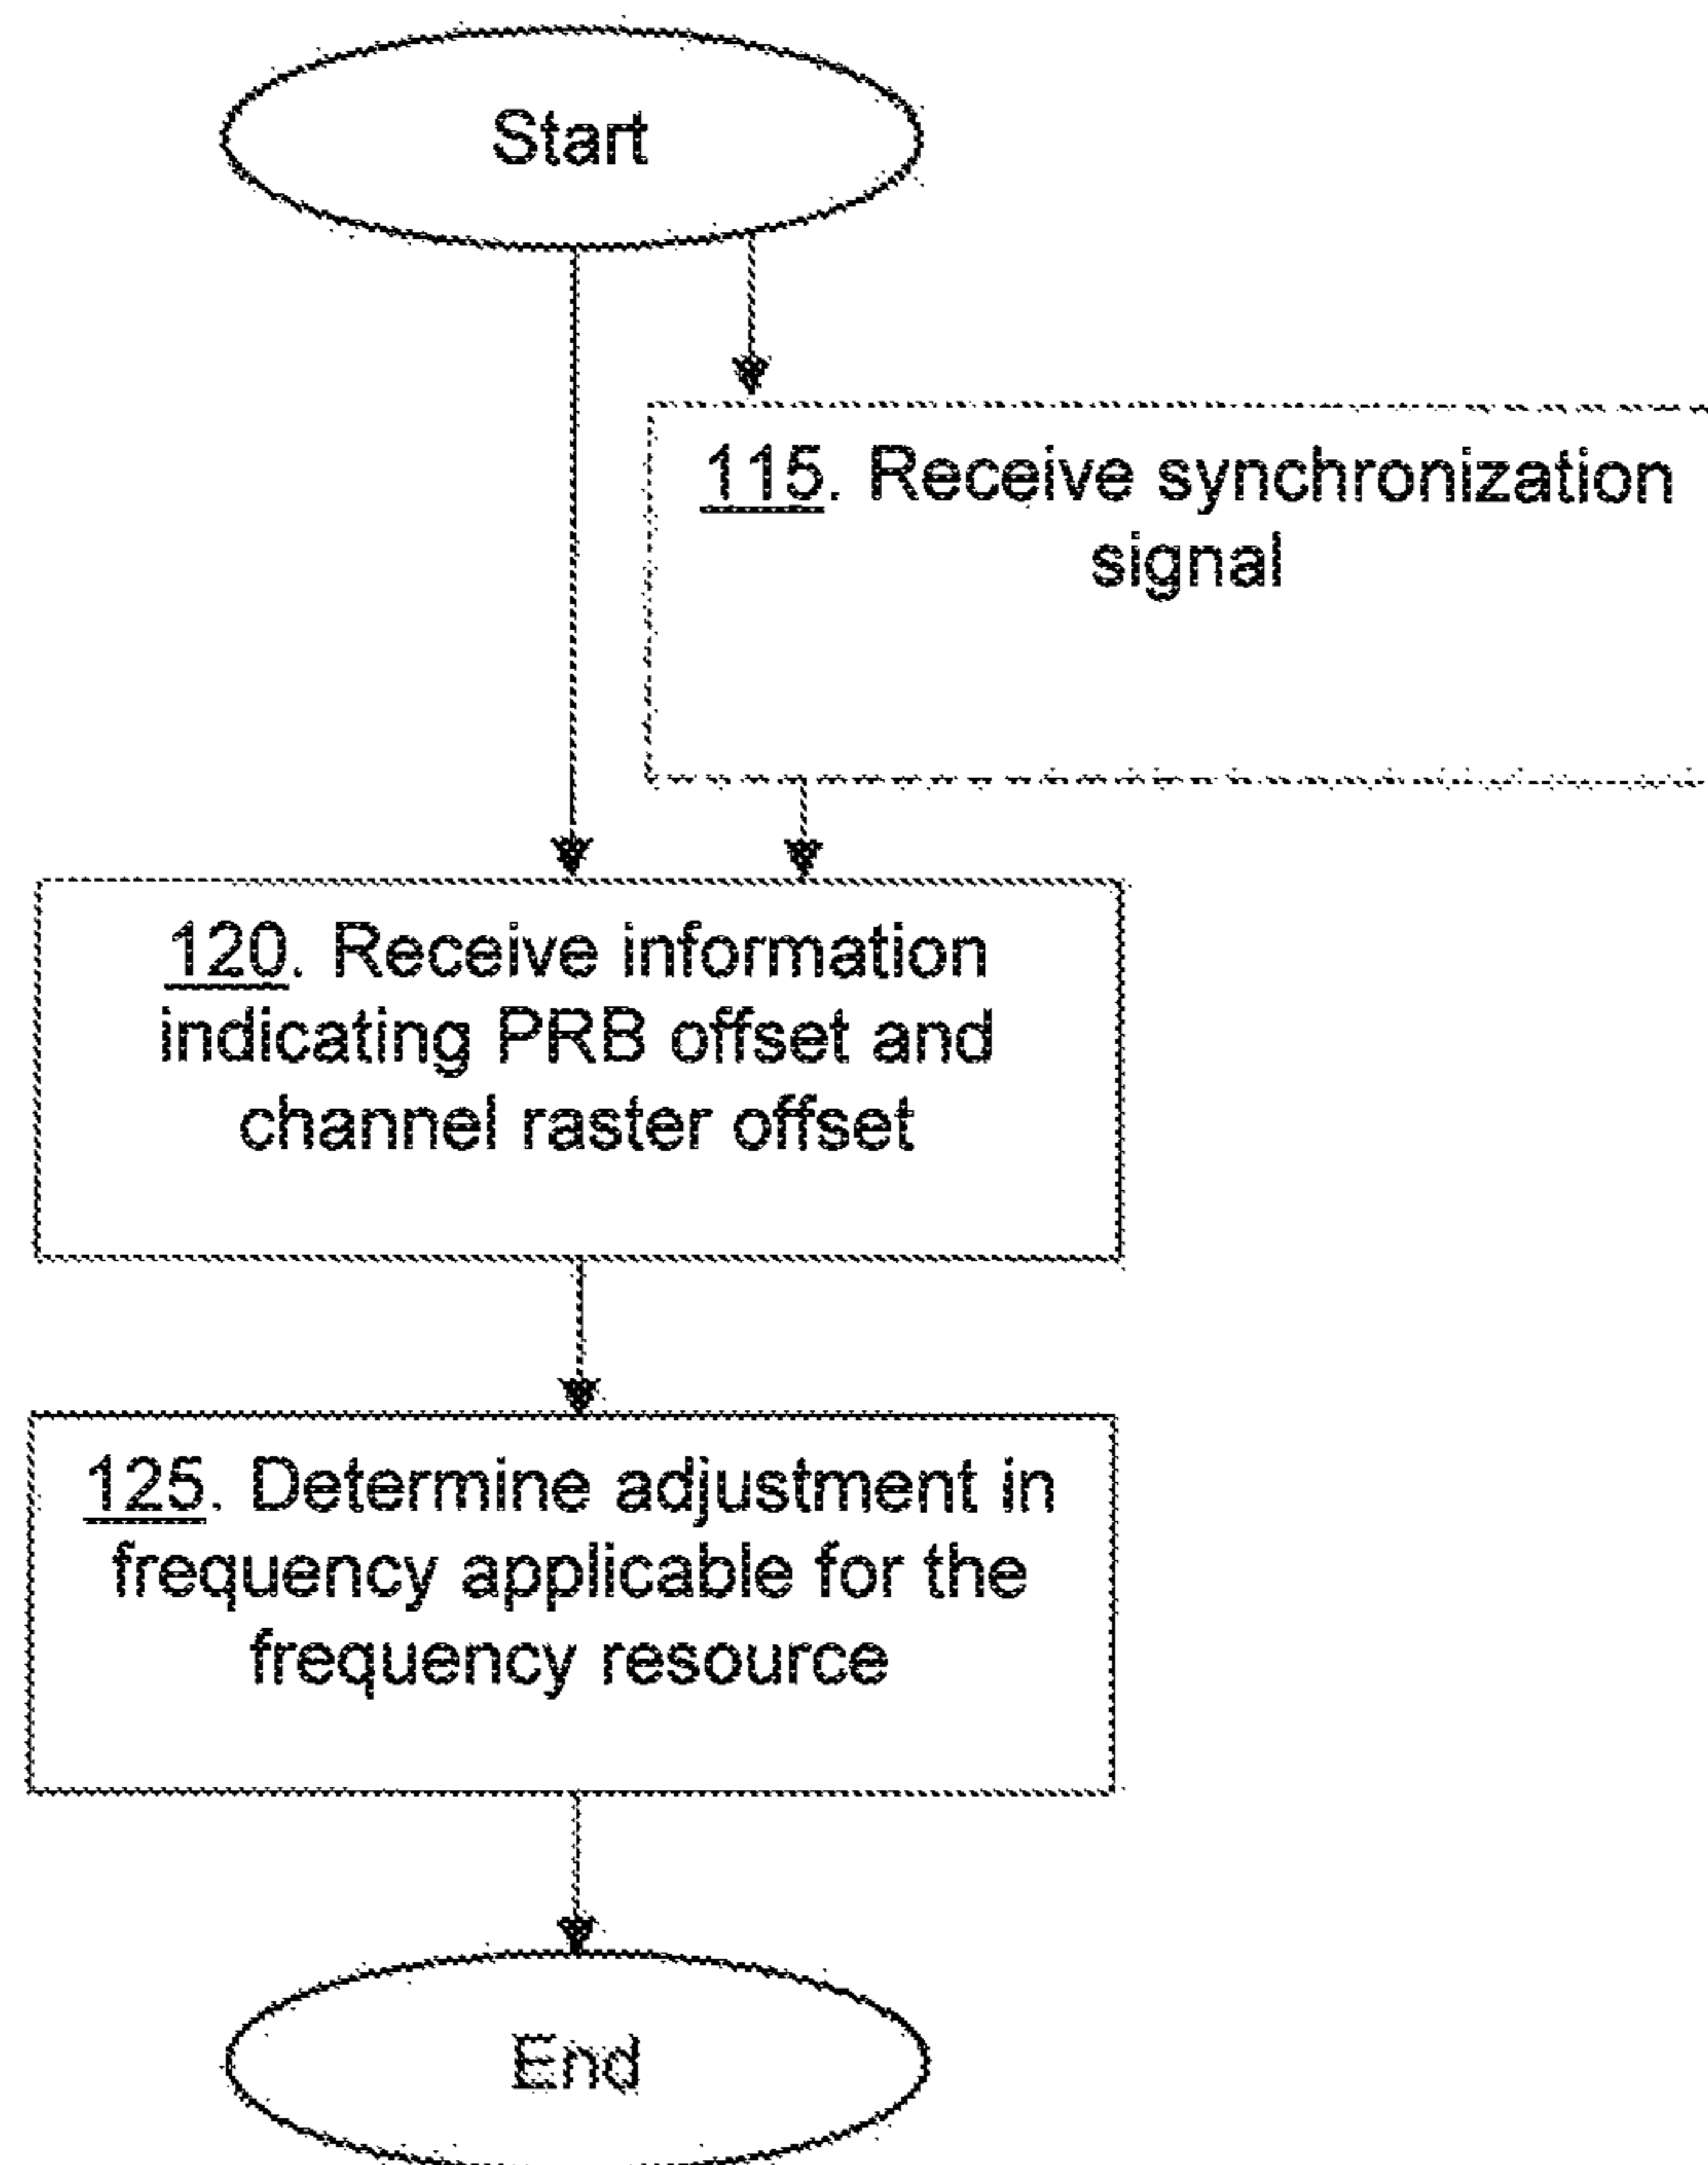 Start
115. Receive synchronization
signal
120. Receive information
indicating PRB offset and
channel raster offset
125. Determine adjustment in
frequency applicable for the
frequency resource
End